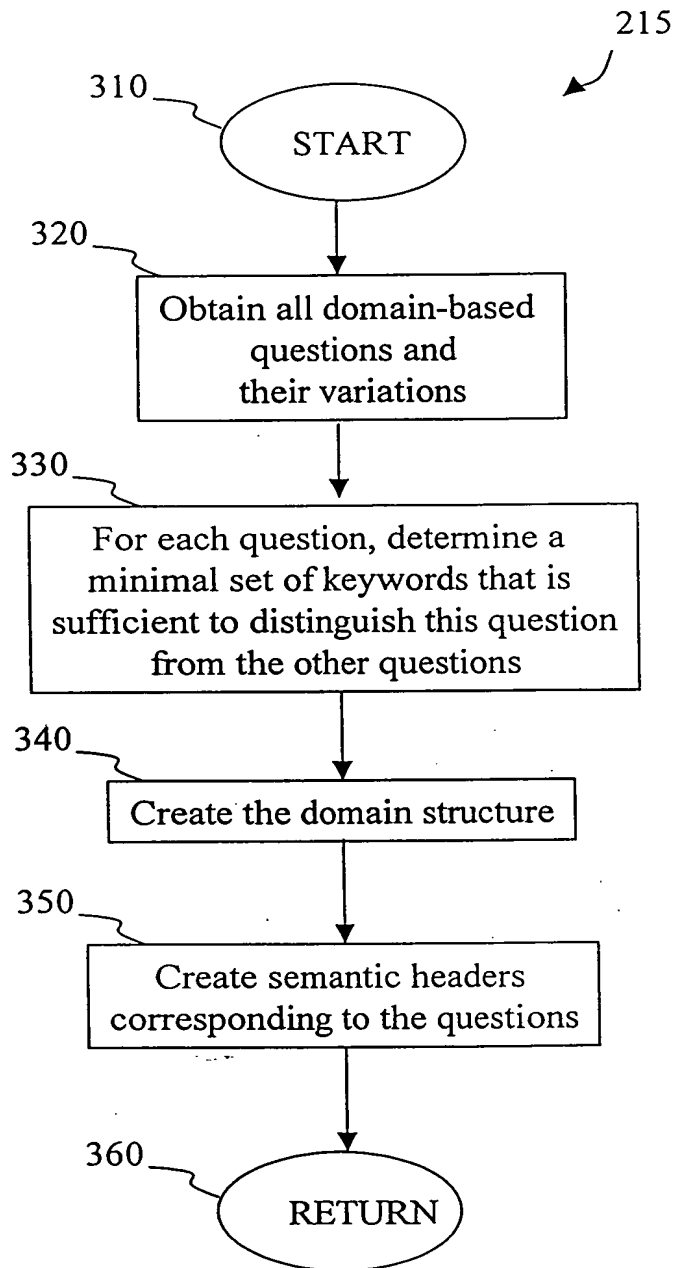 215
310
START
320
Obtain all domain-based
questions and
their variations
330
For each question, determine a
minimal set of keywords that is
sufficient to distinguish this question
from the other questions
340
Create the domain structure
350
Create semantic headers
corresponding to the questions
360
RETURN